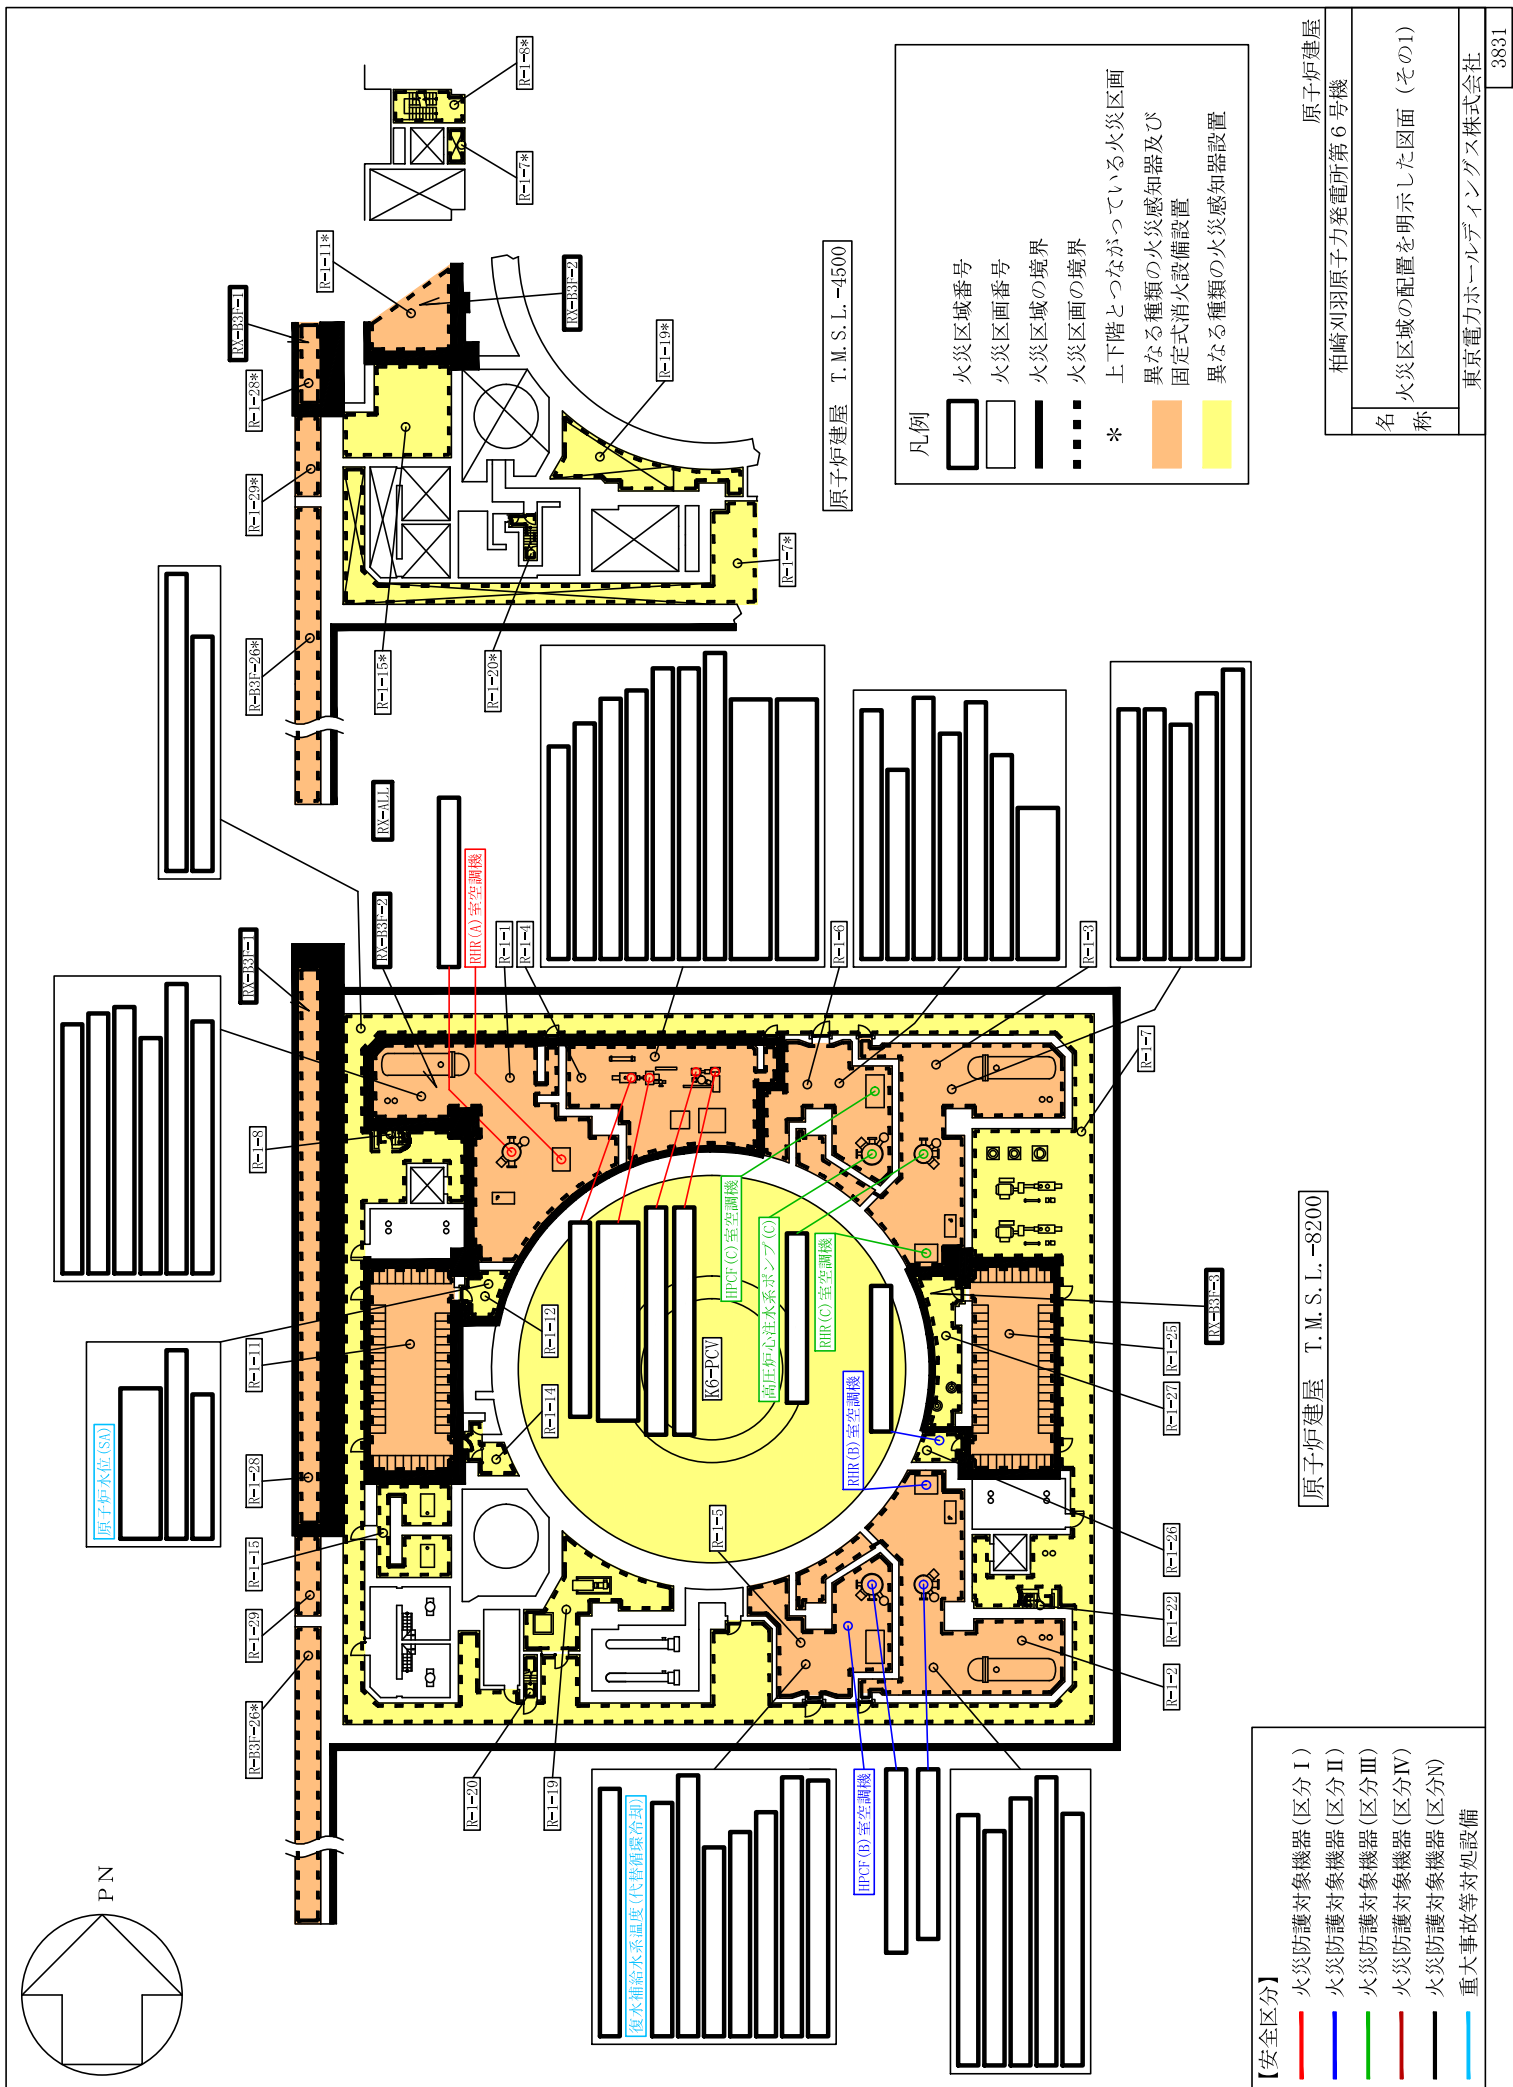 PN
R-B3F-26*
R-1-29
R-1-15
R-1-28
R-1-11
R-1-8
RX-B3F-1
RX-B3F-2
RX-ALL
原子炉水位(SA)
RHR(A)室空調機
R-1-1
R-1-4
R-1-6
R-1-3
R-1-7
R-1-12
R-1-14
R-1-20
R-1-19
R-1-5
K6-PCV
HPCF(C)室空調機
高圧炉心注水系ポンプ(C)
RHR(C)室空調機
RHR(B)室空調機
HPCF(B)室空調機
復水補給水系温度(代替循環冷却)
RX-B3F-3
R-1-25
R-1-27
R-1-26
R-1-22
R-1-2
原子炉建屋 T.M.S.L.-8200
R-B3F-26*
R-1-29*
R-1-28*
RX-B3F-1
R-1-11*
R-1-15*
R-1-20*
R-1-7*
R-1-19*
RX-B3F-2
R-1-7*
R-1-8*
原子炉建屋 T.M.S.L.-4500
凡例
火災区域番号
火災区画番号
火災区域の境界
火災区画の境界
* 上下階とつながっている火災区画
異なる種類の火災感知器及び
固定式消火設備設置
異なる種類の火災感知器設置
【安全区分】
火災防護対象機器(区分Ⅰ)
火災防護対象機器(区分Ⅱ)
火災防護対象機器(区分Ⅲ)
火災防護対象機器(区分Ⅳ)
火災防護対象機器(区分N)
重大事故等対処設備
原子炉建屋
柏崎刈羽原子力発電所第6号機
名称
火災区域の配置を明示した図面(その1)
東京電力ホールディングス株式会社
3831